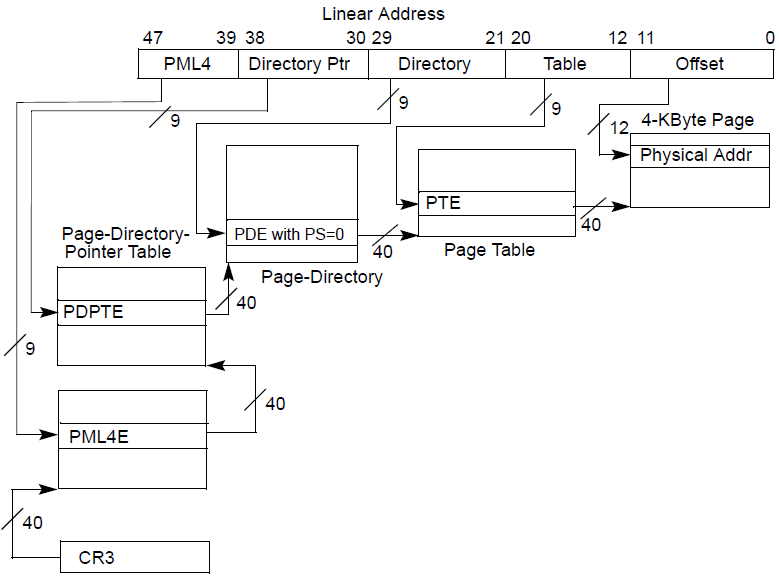 Linear Address
47 39 38 30 29 21 20 12 11 0
PML4 Directory Ptr Directory Table Offset
9 9 9 12
4-KByte Page
Physical Addr
PTE
40
Page Table
PDE with PS=0
40
Page-Directory
Page-Directory-
Pointer Table
PDPTE
40
9
PML4E
40
40
CR3